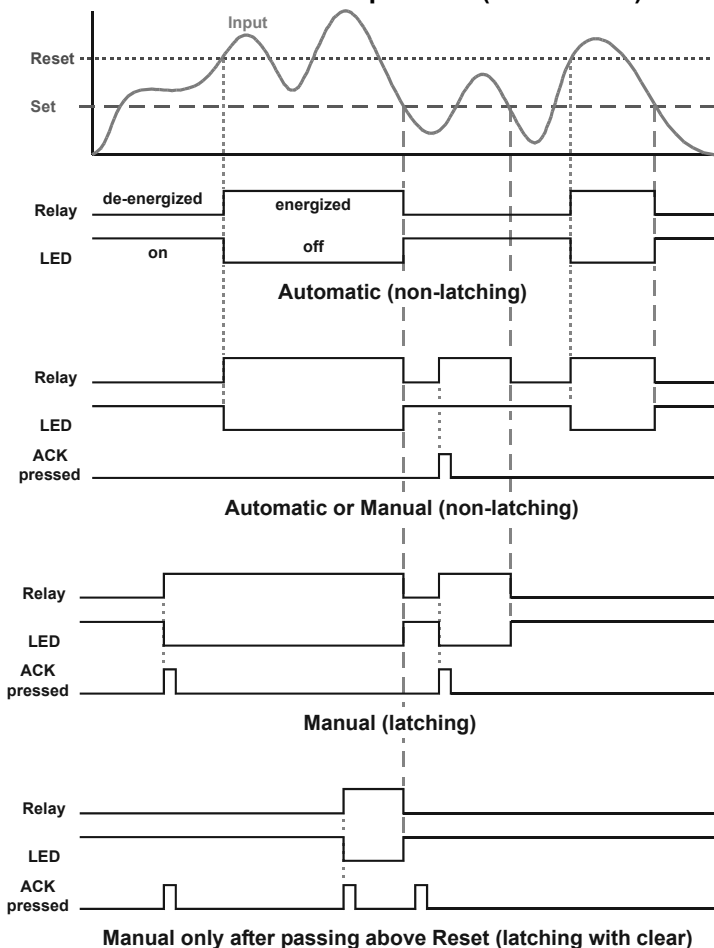 Input
Reset
Set
de-energized energized
Relay
LED
on off
Automatic (non-latching)
Relay
LED
ACK
pressed
Automatic or Manual (non-latching)
Relay
LED
ACK
pressed
Manual (latching)
Relay
LED
ACK
pressed
Manual only after passing above Reset (latching with clear)